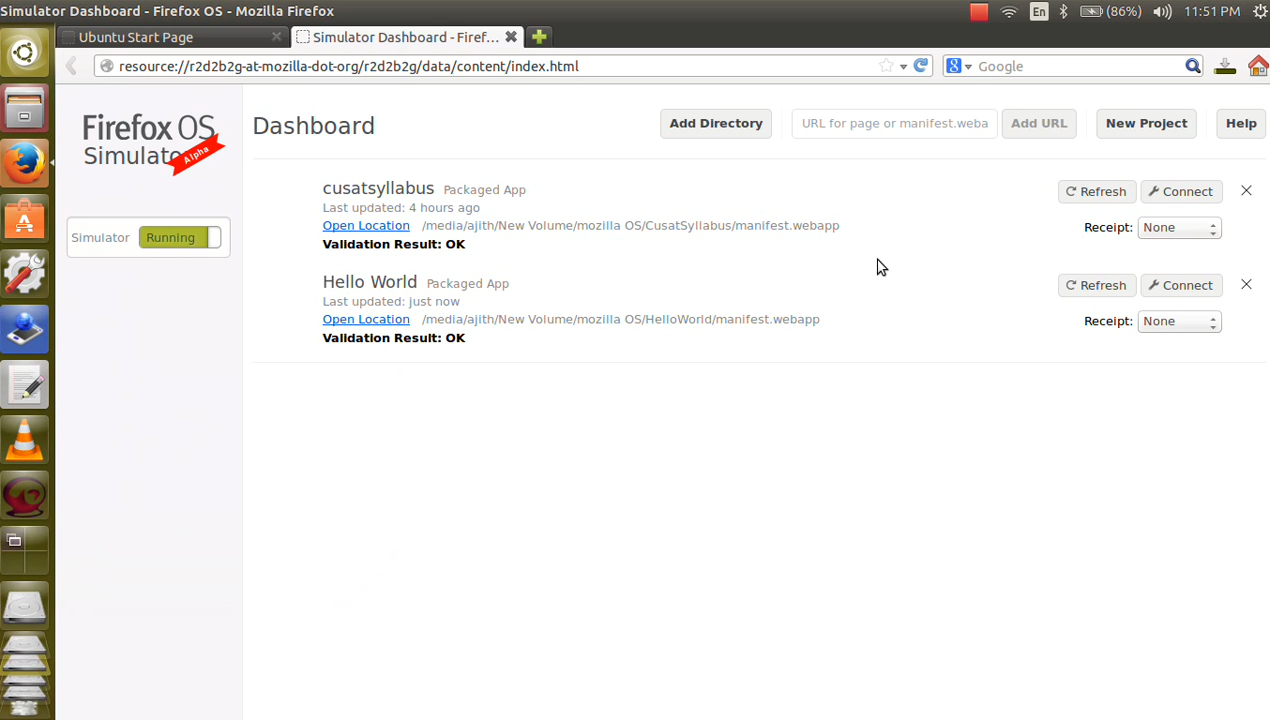 Simulator Dashboard - Firefox OS - Mozilla Firefox
En (86%) 11:51 PM
Ubuntu Start Page
Simulator Dashboard - Firef...
resource://r2d2b2g-at-mozilla-dot-org/r2d2b2g/data/content/index.html
Google
Firefox OS
Simulator
Alpha
Dashboard
Add Directory
URL for page or manifest.weba
Add URL
New Project
Help
Simulator Running
cusatsyllabus Packaged App
Last updated: 4 hours ago
Open Location /media/ajith/New Volume/mozilla OS/CusatSyllabus/manifest.webapp
Validation Result: OK
Refresh Connect
Receipt: None
Hello World Packaged App
Last updated: just now
Open Location /media/ajith/New Volume/mozilla OS/HelloWorld/manifest.webapp
Validation Result: OK
Refresh Connect
Receipt: None